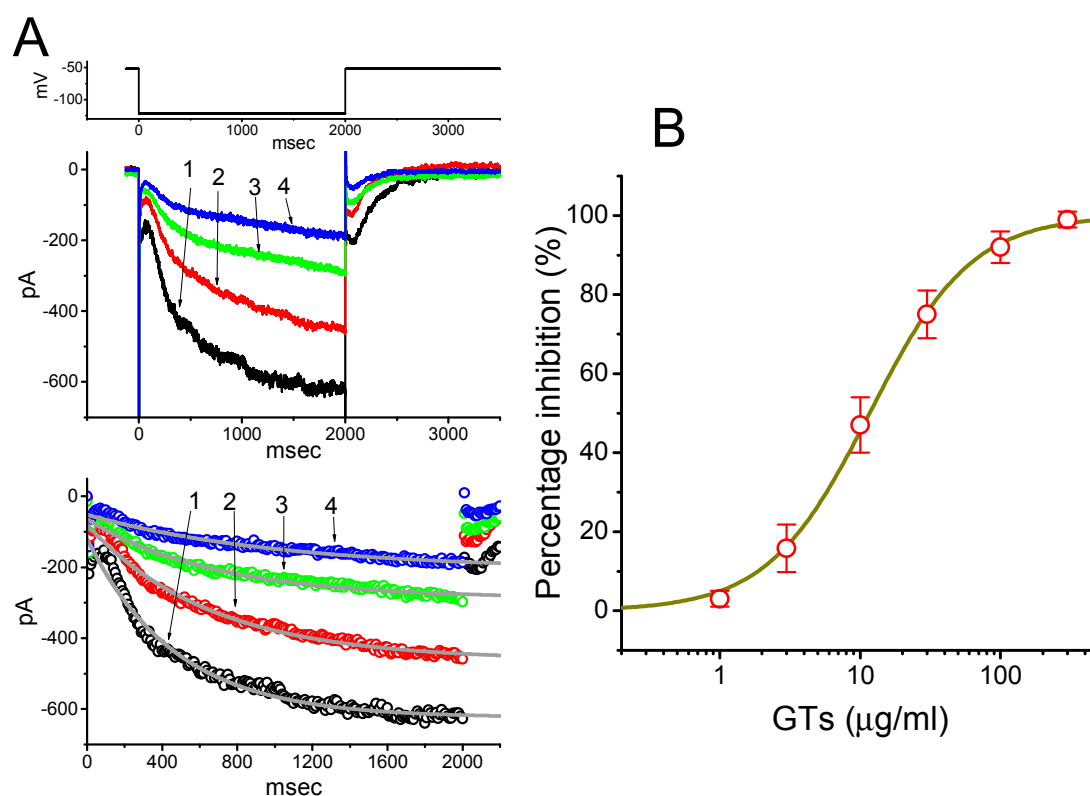 A
-50
-100
mV
0 1000 2000 3000
msec
0
-200
-400
-600
pA
1 2 3 4
0 1000 2000 3000
msec
0
-200
-400
-600
pA
1 2 3 4
0 400 800 1200 1600 2000
msec
B
100
80
60
40
20
0
Percentage inhibition (%)
1 10 100
GTs (μg/ml)